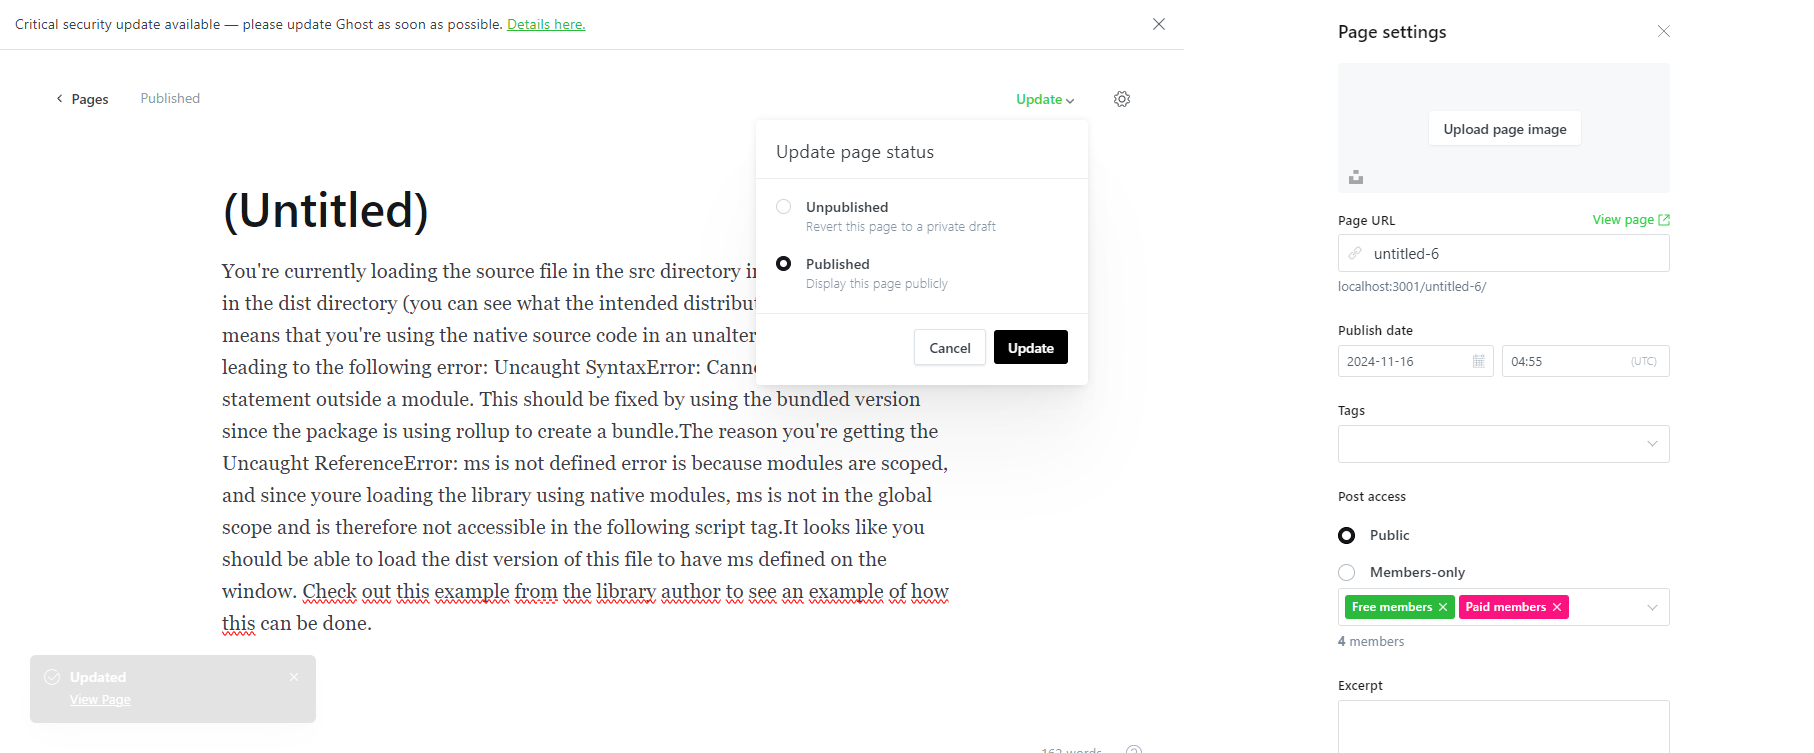 Critical security update available — please update Ghost as soon as possible. Details here.
Pages
Published
Update
(Untitled)
You're currently loading the source file in the src directory
in the dist directory (you can see what the intended
means that you're using the native source code in an
leading to the following error: Uncaught SyntaxError:
statement outside a module. This should be fixed by using the bundled version
since the package is using rollup to create a bundle.The reason you're getting the
Uncaught ReferenceError: ms is not defined error is because modules are scoped,
and since youre loading the library using native modules, ms is not in the global
scope and is therefore not accessible in the following script tag.It looks like you
should be able to load the dist version of this file to have ms defined on the
window. Check out this example from the library author to see an example of how
this can be done.
Update page status
Unpublished
Revert this page to a private draft
Published
Display this page publicly
Cancel
Update
Updated
View Page
162 words
Page settings
Upload page image
Page URL
View page
untitled-6
localhost:3001/untitled-6/
Publish date
2024-11-16
04:55
(UTC)
Tags
Post access
Public
Members-only
Free members
Paid members
4 members
Excerpt